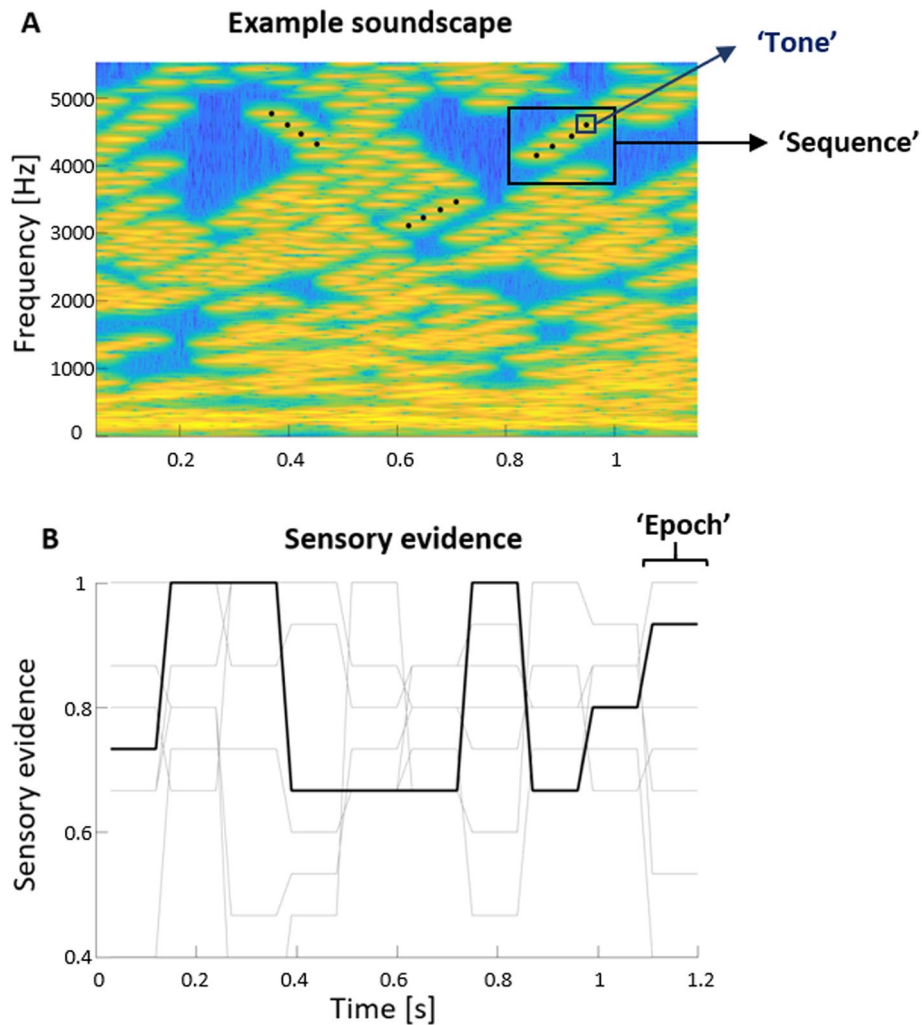 A
Example soundscape
'Tone'
'Sequence'
Frequency [Hz]
5000
4000
3000
2000
1000
0
0.2
0.4
0.6
0.8
1
B
Sensory evidence
'Epoch'
Sensory evidence
1
0.8
0.6
0.4
0
0.2
0.4
0.6
0.8
1
1.2
Time [s]